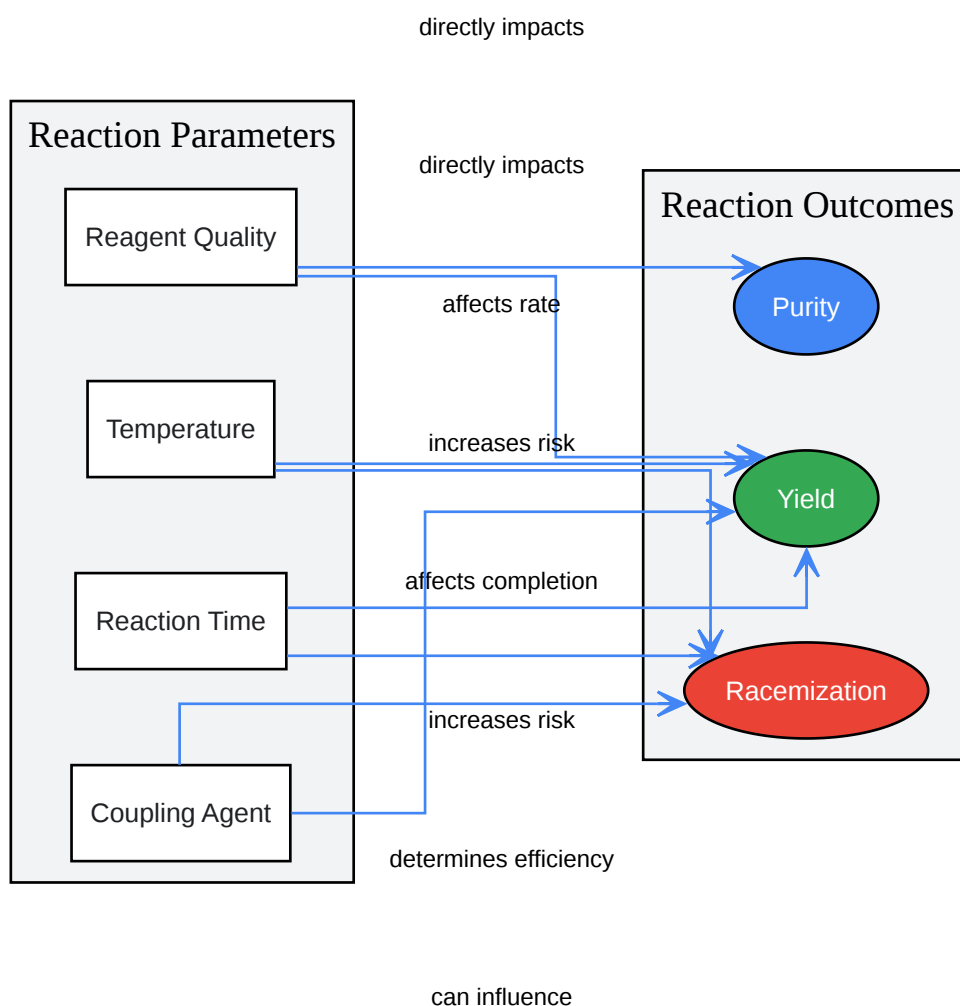 directly impacts
Reaction Parameters
directly impacts
Reaction Outcomes
Reagent Quality
affects rate
Purity
Temperature
increases risk
Yield
affects completion
Reaction Time
Racemization
increases risk
Coupling Agent
determines efficiency
can influence